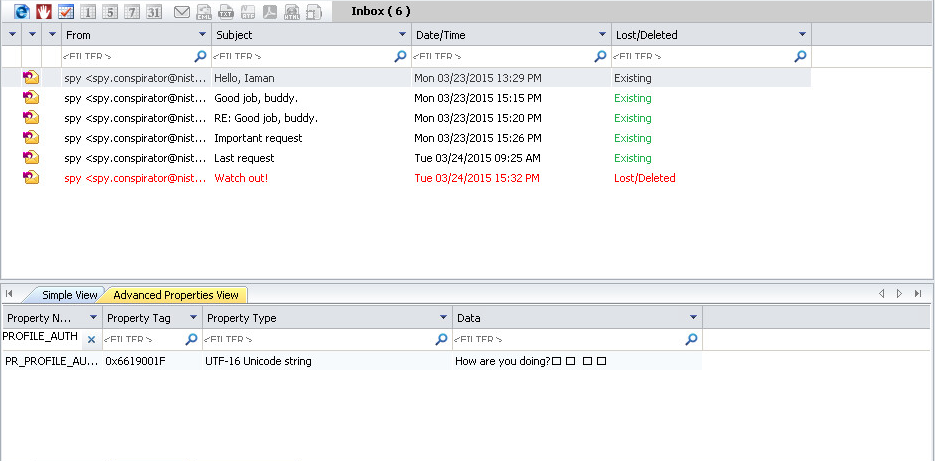 1 5 7 31 EML TXT RTF HTML Inbox ( 6 )
From Subject Date/Time Lost/Deleted
<FILTER> <FILTER> <FILTER> <FILTER>
spy <spy.conspirator@nist... Hello, Iaman Mon 03/23/2015 13:29 PM Existing
spy <spy.conspirator@nist... Good job, buddy. Mon 03/23/2015 15:15 PM Existing
spy <spy.conspirator@nist... RE: Good job, buddy. Mon 03/23/2015 15:20 PM Existing
spy <spy.conspirator@nist... Important request Mon 03/23/2015 15:26 PM Existing
spy <spy.conspirator@nist... Last request Tue 03/24/2015 09:25 AM Existing
spy <spy.conspirator@nist... Watch out! Tue 03/24/2015 15:32 PM Lost/Deleted
Simple View Advanced Properties View
Property N... Property Tag Property Type Data
PROFILE_AUTH <FILTER> <FILTER> <FILTER>
PR_PROFILE_AU... 0x6619001F UTF-16 Unicode string How are you doing?□ □ □ □